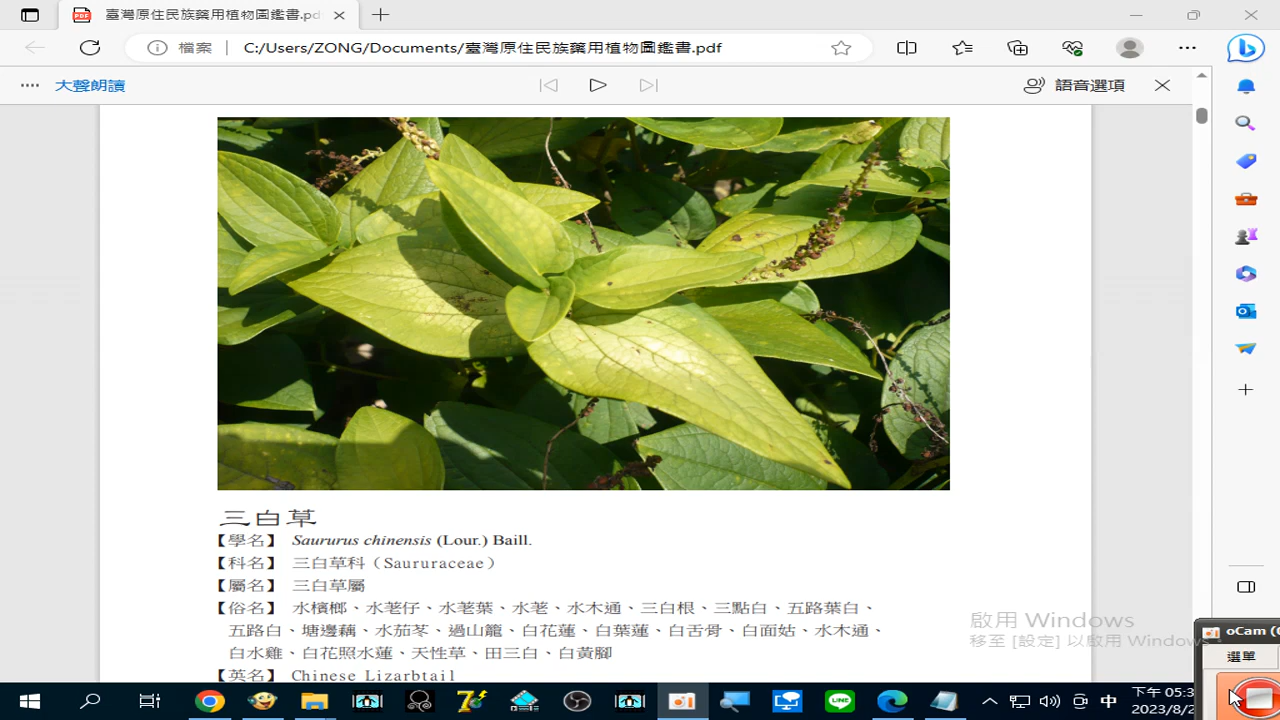 臺灣原住民族藥用植物圖鑑書.pd
檔案 C:/Users/ZONG/Documents/臺灣原住民族藥用植物圖鑑書.pdf
大聲朗讀
語音選項
三白草
【學名】 Saururus chinensis (Lour.) Baill.
【科名】 三白草科（Saururaceae）
【屬名】 三白草屬
【俗名】 水檳榔、水荖仔、水荖葉、水荖、水木通、三白根、三點白、五路葉白、
五路白、塘邊藕、水茄苳、過山龍、白花蓮、白葉蓮、白舌骨、白面姑、水木通、
白水雞、白花照水蓮、天性草、田三白、白黃腳
【英名】 Chinese Lizarbtail
啟用 Windows
移至 [設定] 以啟用 Windows
oCam (
選單
中
下午 05:3
2023/8/2